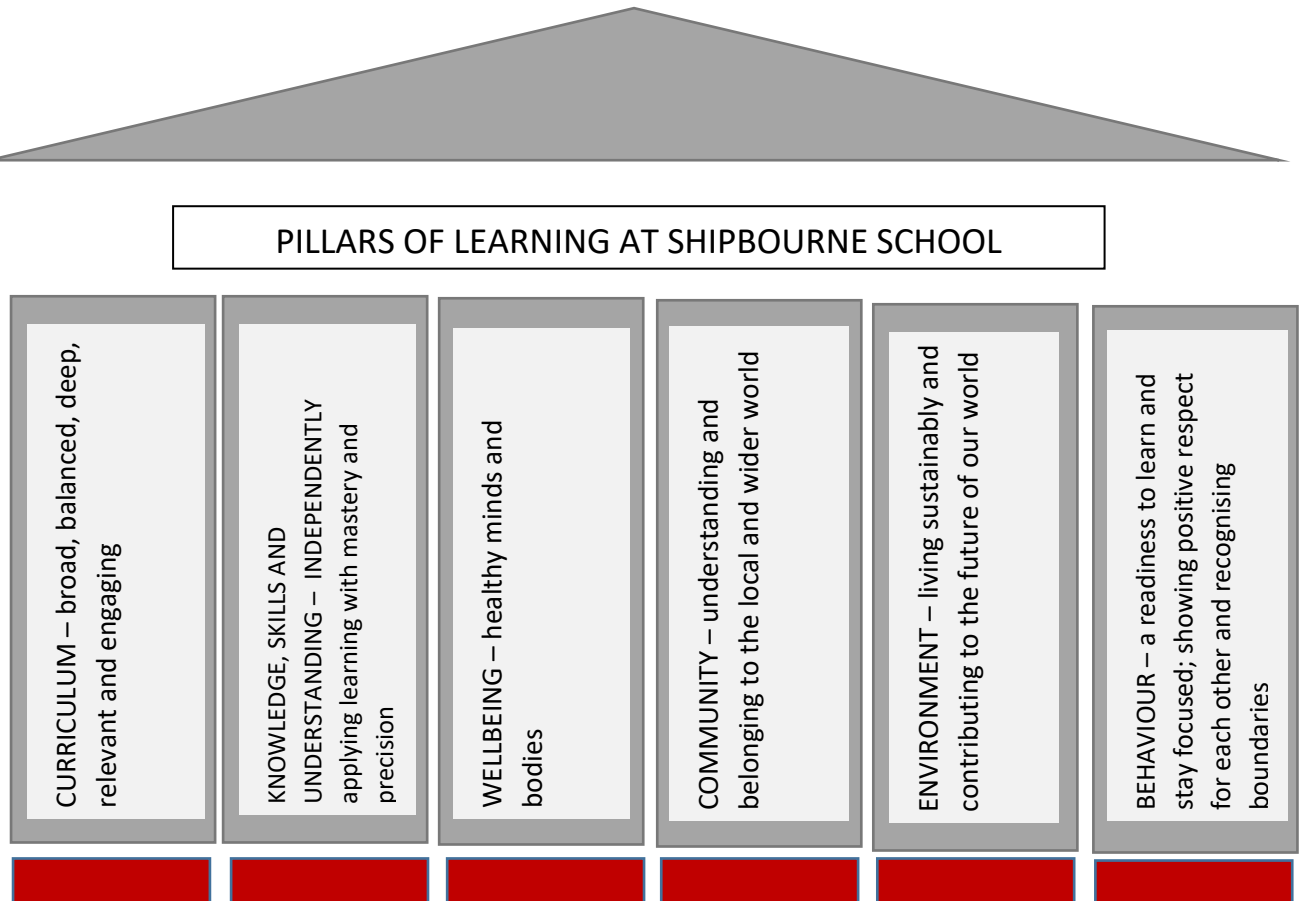 PILLARS OF LEARNING AT SHIPBOURNE SCHOOL
CURRICULUM – broad, balanced, deep,
relevant and engaging
KNOWLEDGE, SKILLS AND
UNDERSTANDING – INDEPENDENTLY
applying learning with mastery and
precision
WELLBEING – healthy minds and
bodies
COMMUNITY – understanding and
belonging to the local and wider world
ENVIRONMENT – living sustainably and
contributing to the future of our world
BEHAVIOUR – a readiness to learn and
stay focused; showing positive respect
for each other and recognising
boundaries